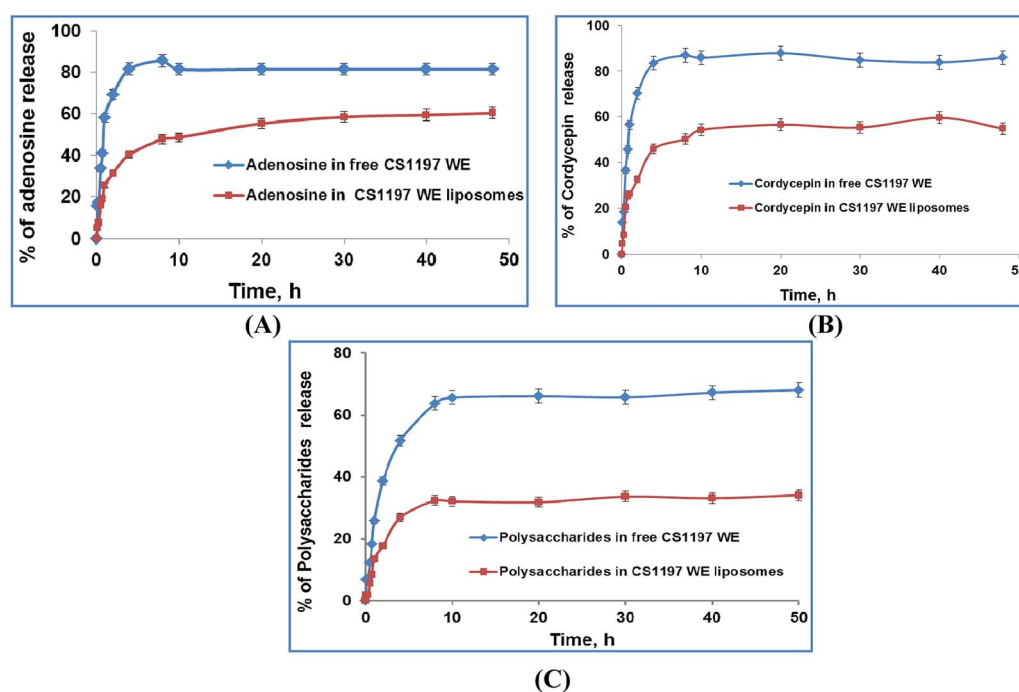 % of adenosine release
100
80
60
40
20
0
Adenosine in free CS1197 WE
Adenosine in CS1197 WE liposomes
0 10 20 30 40 50
Time, h
(A)
% of Cordycepin release
100
80
60
40
20
0
Cordycepin in free CS1197 WE
Cordycepin in CS1197 WE liposomes
0 10 20 30 40 50
Time, h
(B)
% of Polysaccharides release
80
60
40
20
0
Polysaccharides in free CS1197 WE
Polysaccharides in CS1197 WE liposomes
0 10 20 30 40 50
Time, h
(C)